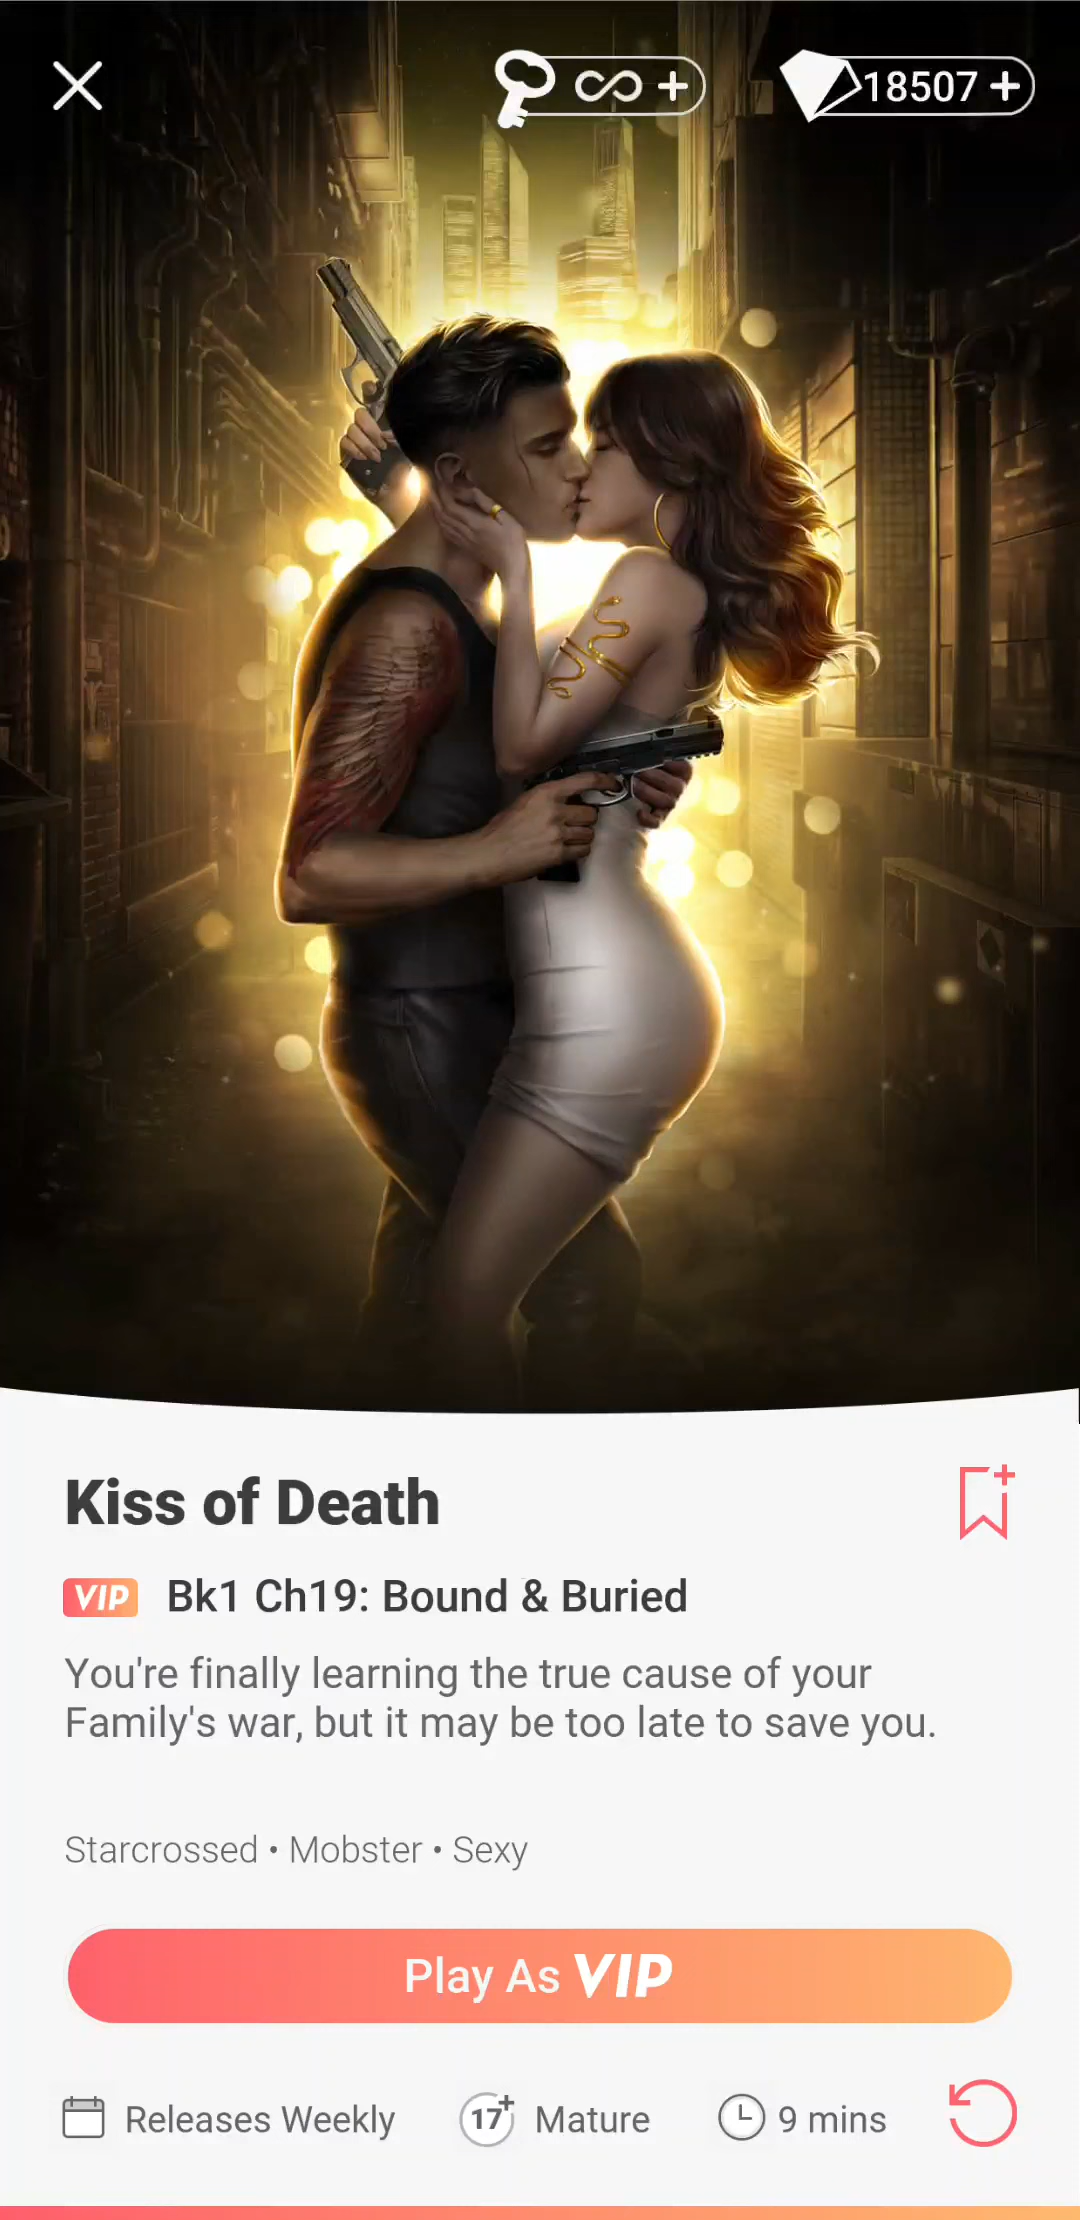 18507
Kiss of Death
VIP Bk1 Ch19: Bound & Buried
You're finally learning the true cause of your
Family's war, but it may be too late to save you.
Starcrossed • Mobster • Sexy
Play As VIP
Releases Weekly 17+ Mature 9 mins